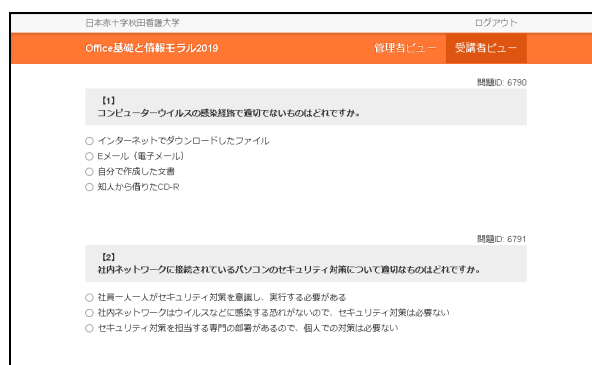 日本赤十字秋田看護大学 ログアウト
Office基礎と情報モラル2019 管理者ビュー 受講者ビュー
問題ID: 6790
【1】
コンピューターウイルスの感染経路で適切でないものはどれですか。
インターネットでダウンロードしたファイル
Eメール（電子メール）
自分で作成した文書
知人から借りたCD-R
問題ID: 6791
【2】
社内ネットワークに接続されているパソコンのセキュリティ対策について適切なものはどれですか。
社員一人一人がセキュリティ対策を意識し、実行する必要がある
社内ネットワークはウイルスなどに感染する恐れがないので、セキュリティ対策は必要ない
セキュリティ対策を担当する専門の部署があるので、個人での対策は必要ない